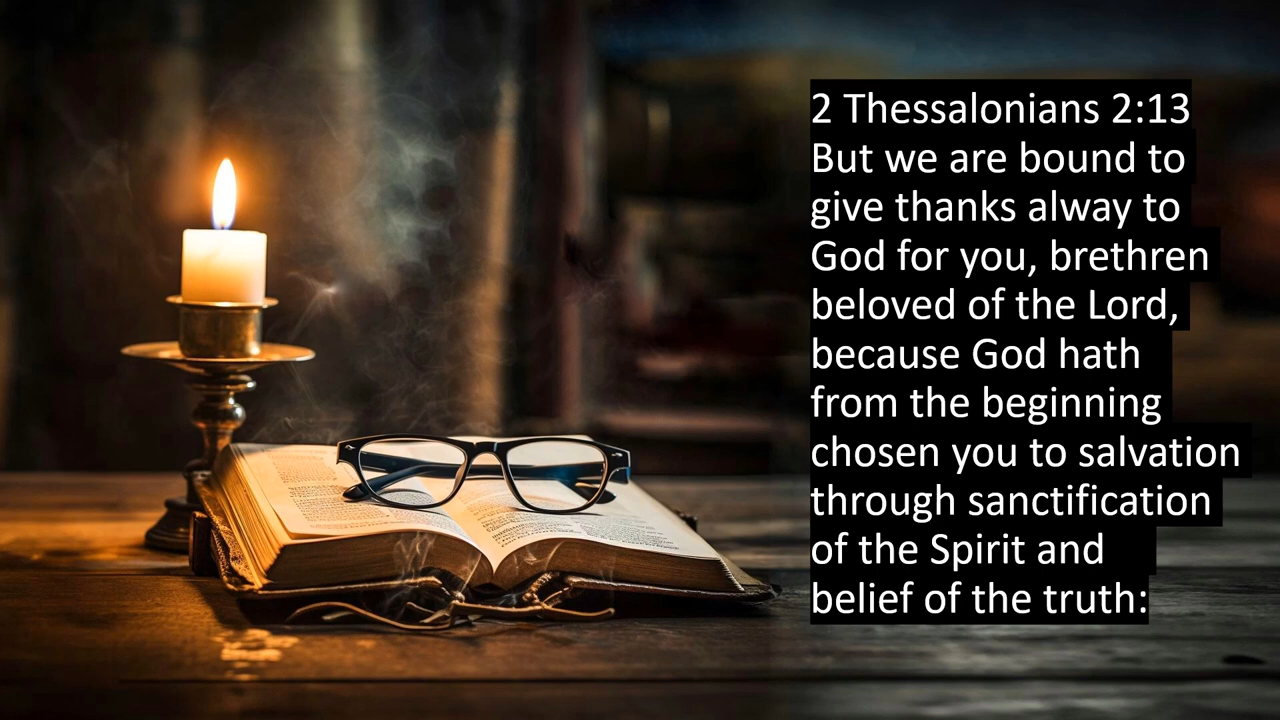 2 Thessalonians 2:13
But we are bound to
give thanks alway to
God for you, brethren
beloved of the Lord,
because God hath
from the beginning
chosen you to salvation
through sanctification
of the Spirit and
belief of the truth: